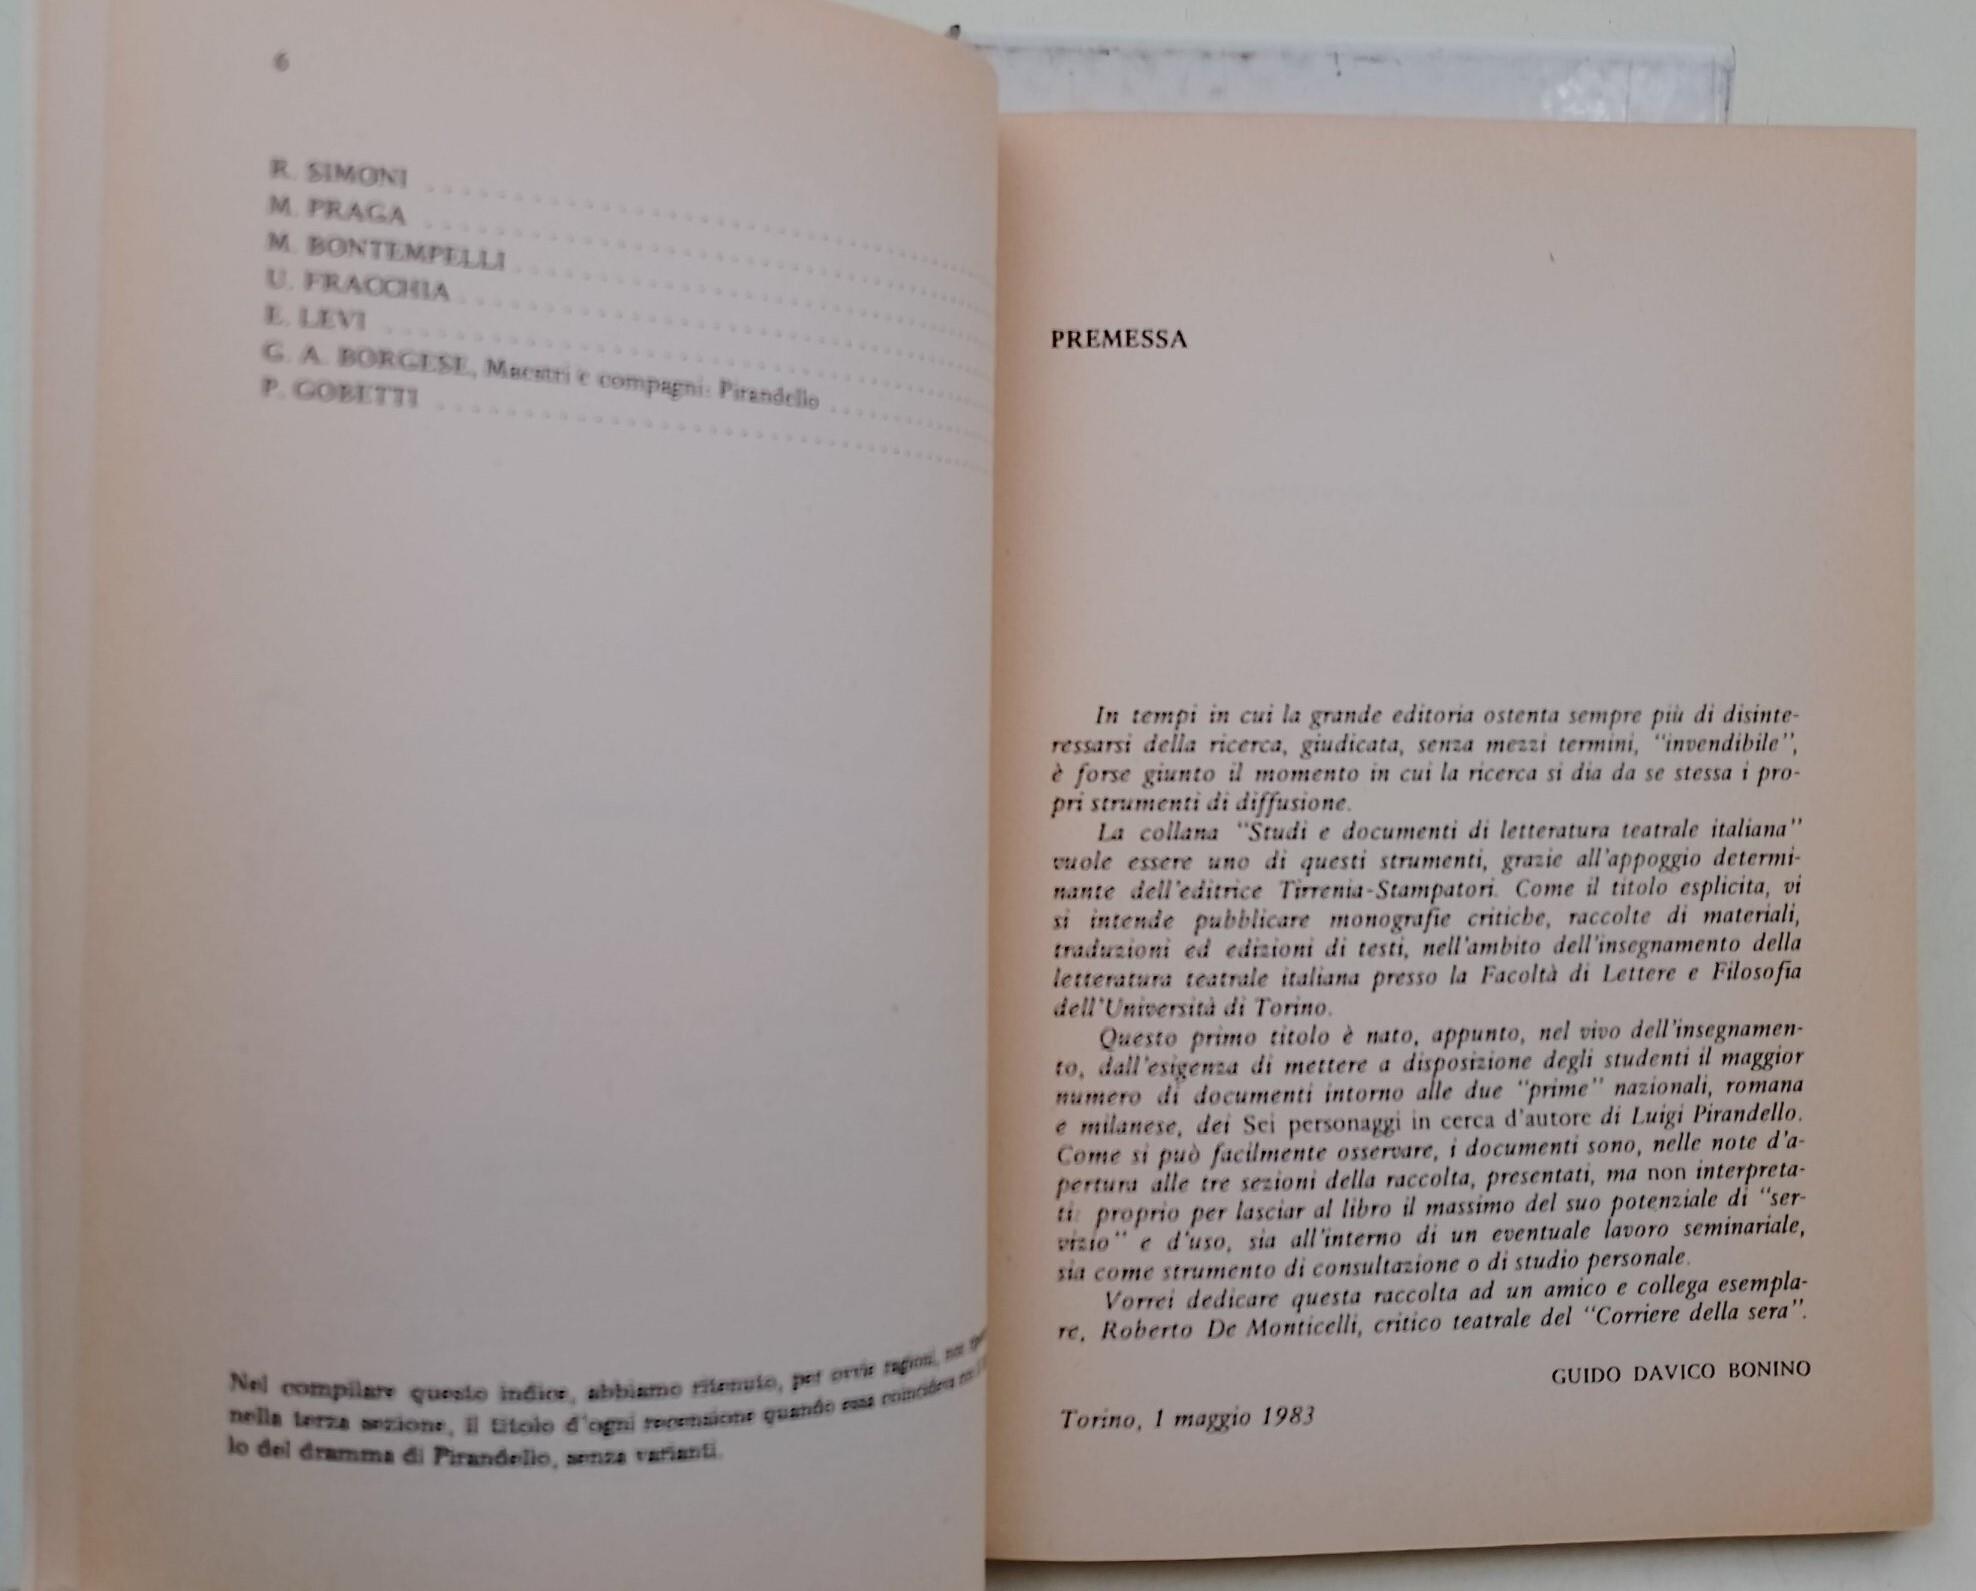 6
R. SIMONI
M. PRAGA
M. BONTEMPELLI
U. FRACCHIA
E. LEVI
G. A. BORGESE, Maestri e compagni: Pirandello
P. GOBETTI
Nel compilare questo indice, abbiamo ritenuto, per ovvie ragioni,
nella terza sezione, il titolo d'ogni recensione quando esso coincideva
lo del dramma di Pirandello, senza varianti.
PREMESSA
In tempi in cui la grande editoria ostenta sempre più di disinte-
ressarsi della ricerca, giudicata, senza mezzi termini, “invendibile”,
è forse giunto il momento in cui la ricerca si dia da se stessa i pro-
pri strumenti di diffusione.
La collana “Studi e documenti di letteratura teatrale italiana”
vuole essere uno di questi strumenti, grazie all'appoggio determi-
nante dell'editrice Tirrenia-Stampatori. Come il titolo esplicita, vi
si intende pubblicare monografie critiche, raccolte di materiali,
traduzioni ed edizioni di testi, nell'ambito dell'insegnamento della
letteratura teatrale italiana presso la Facoltà di Lettere e Filosofia
dell'Università di Torino.
Questo primo titolo è nato, appunto, nel vivo dell'insegnamen-
to, dall'esigenza di mettere a disposizione degli studenti il maggior
numero di documenti intorno alle due “prime” nazionali, romana
e milanese, dei Sei personaggi in cerca d'autore di Luigi Pirandello.
Come si può facilmente osservare, i documenti sono, nelle note d'a-
pertura alle tre sezioni della raccolta, presentati, ma non interpreta-
ti: proprio per lasciar al libro il massimo del suo potenziale di “ser-
vizio” e d'uso, sia all'interno di un eventuale lavoro seminariale,
sia come strumento di consultazione o di studio personale.
Vorrei dedicare questa raccolta ad un amico e collega esempla-
re, Roberto De Monticelli, critico teatrale del “Corriere della sera”.
GUIDO DAVICO BONINO
Torino, 1 maggio 1983